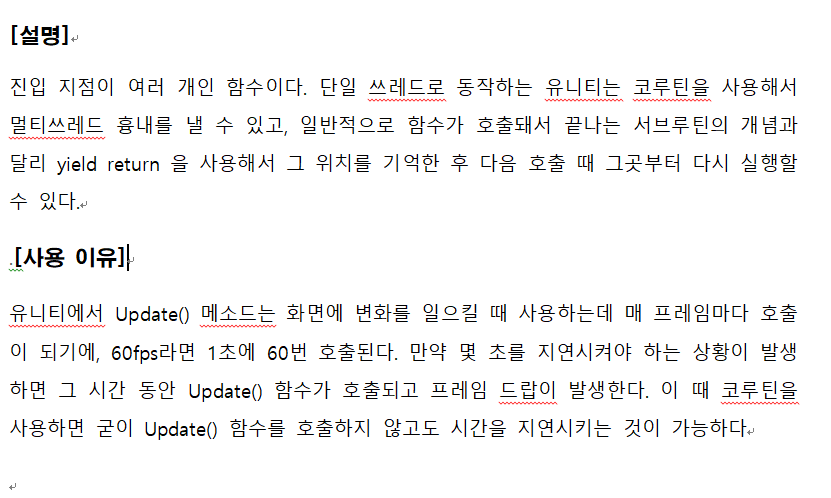 [설명]
진입 지점이 여러 개인 함수이다. 단일 쓰레드로 동작하는 유니티는 코루틴을 사용해서
멀티쓰레드 흉내를 낼 수 있고, 일반적으로 함수가 호출돼서 끝나는 서브루틴의 개념과
달리 yield return 을 사용해서 그 위치를 기억한 후 다음 호출 때 그곳부터 다시 실행할
수 있다.
.[사용 이유]
유니티에서 Update() 메소드는 화면에 변화를 일으킬 때 사용하는데 매 프레임마다 호출
이 되기에, 60fps라면 1초에 60번 호출된다. 만약 몇 초를 지연시켜야 하는 상황이 발생
하면 그 시간 동안 Update() 함수가 호출되고 프레임 드랍이 발생한다. 이 때 코루틴을
사용하면 굳이 Update() 함수를 호출하지 않고도 시간을 지연시키는 것이 가능하다